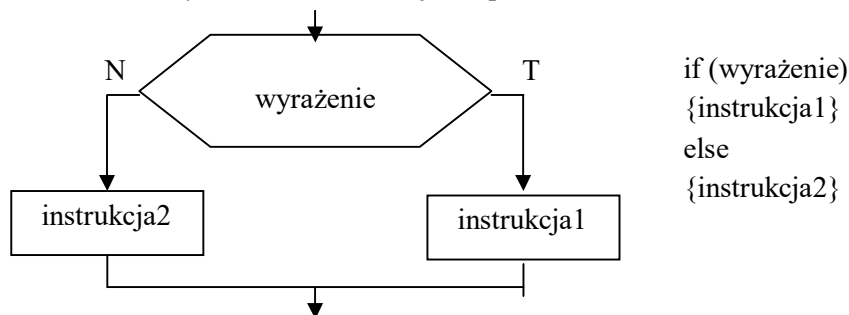 N
T
wyrażenie
instrukcja2
instrukcja1
if (wyrażenie)
{instrukcja1}
else
{instrukcja2}